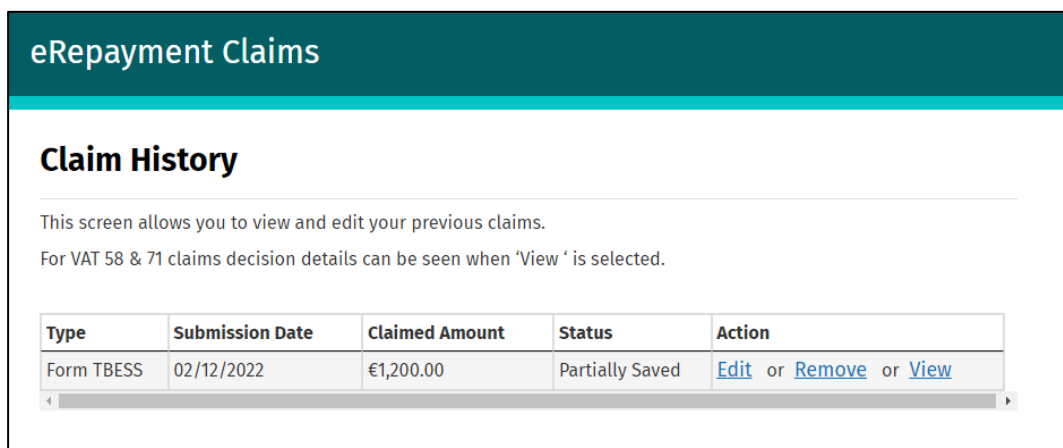 eRepayment Claims
Claim History
This screen allows you to view and edit your previous claims.
For VAT 58 & 71 claims decision details can be seen when ‘View ‘ is selected.
Type Submission Date Claimed Amount Status Action
Form TBESS 02/12/2022 €1,200.00 Partially Saved Edit or Remove or View